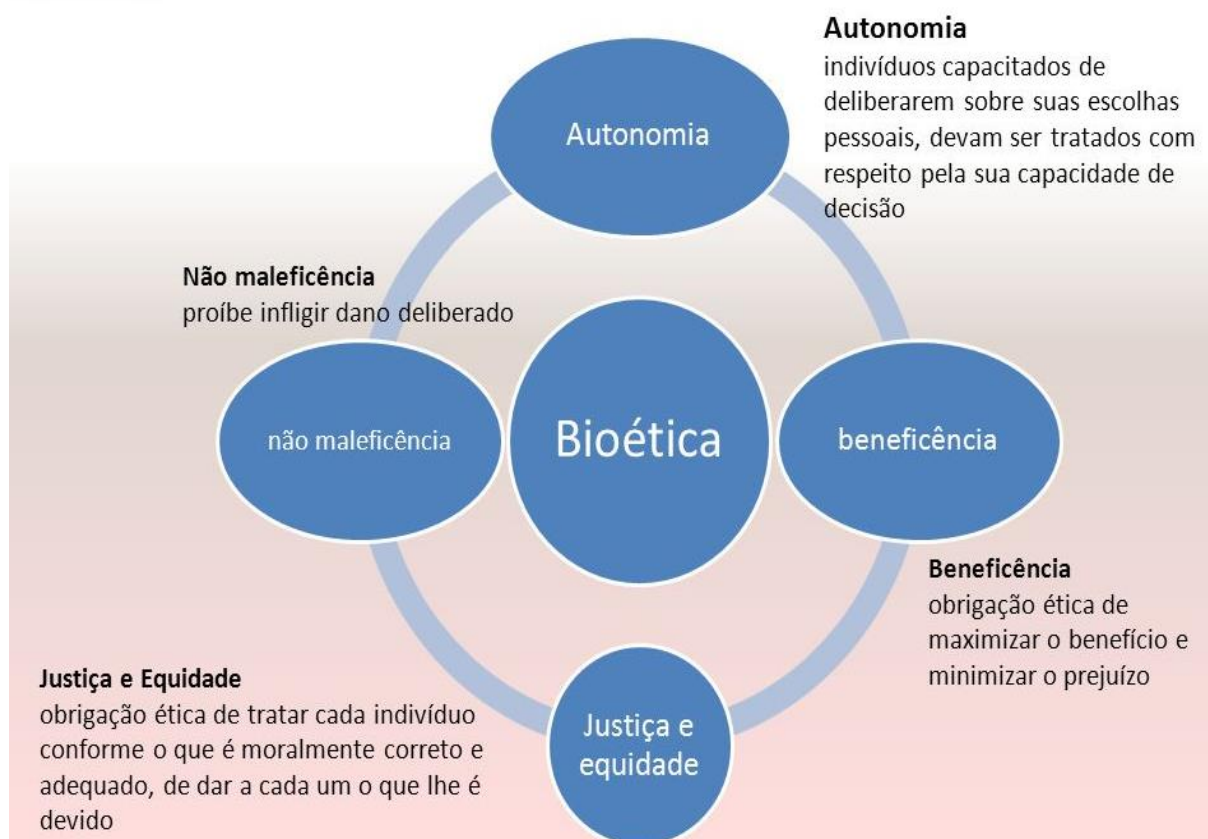 Autonomia
indivíduos capacitados de
deliberarem sobre suas escolhas
pessoais, devam ser tratados com
respeito pela sua capacidade de
decisão
Autonomia
Não maleficência
proíbe infligir dano deliberado
não maleficência
Bioética
beneficência
Beneficência
obrigação ética de
maximizar o benefício e
minimizar o prejuízo
Justiça e Equidade
obrigação ética de tratar cada indivíduo
conforme o que é moralmente correto e
adequado, de dar a cada um o que lhe é
devido
Justiça e
equidade